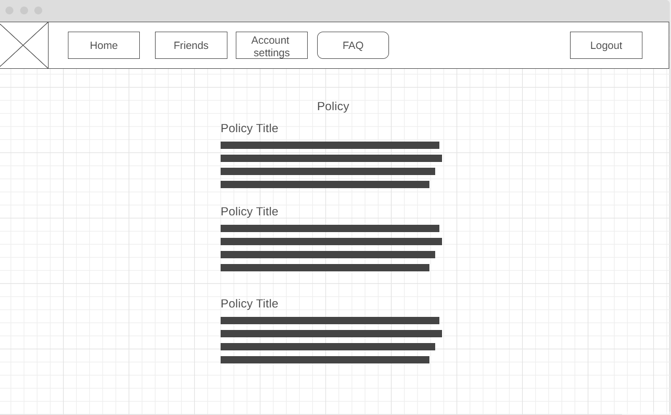 Home
Friends
Account
settings
FAQ
Logout
Policy
Policy Title
Policy Title
Policy Title